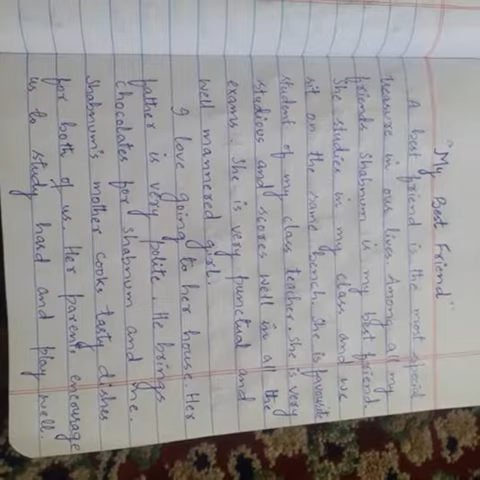 "My Best Friend"
A best friend is the most special
treasure in our lives. Among all my
friends Shabnum is my best friend.
She studies in my class and we
sit on the same bench. She is favourite
student of my class teacher. She is very
studious and scores well in all the
exams. She is very punctual and
well mannered girl.
I love going to her house. Her
father is very polite. He brings
chocolates for shabnum and me.
Shabnum's mother cooks tasty dishes
for both of us. Her parents encourage
us to study hard and play well.